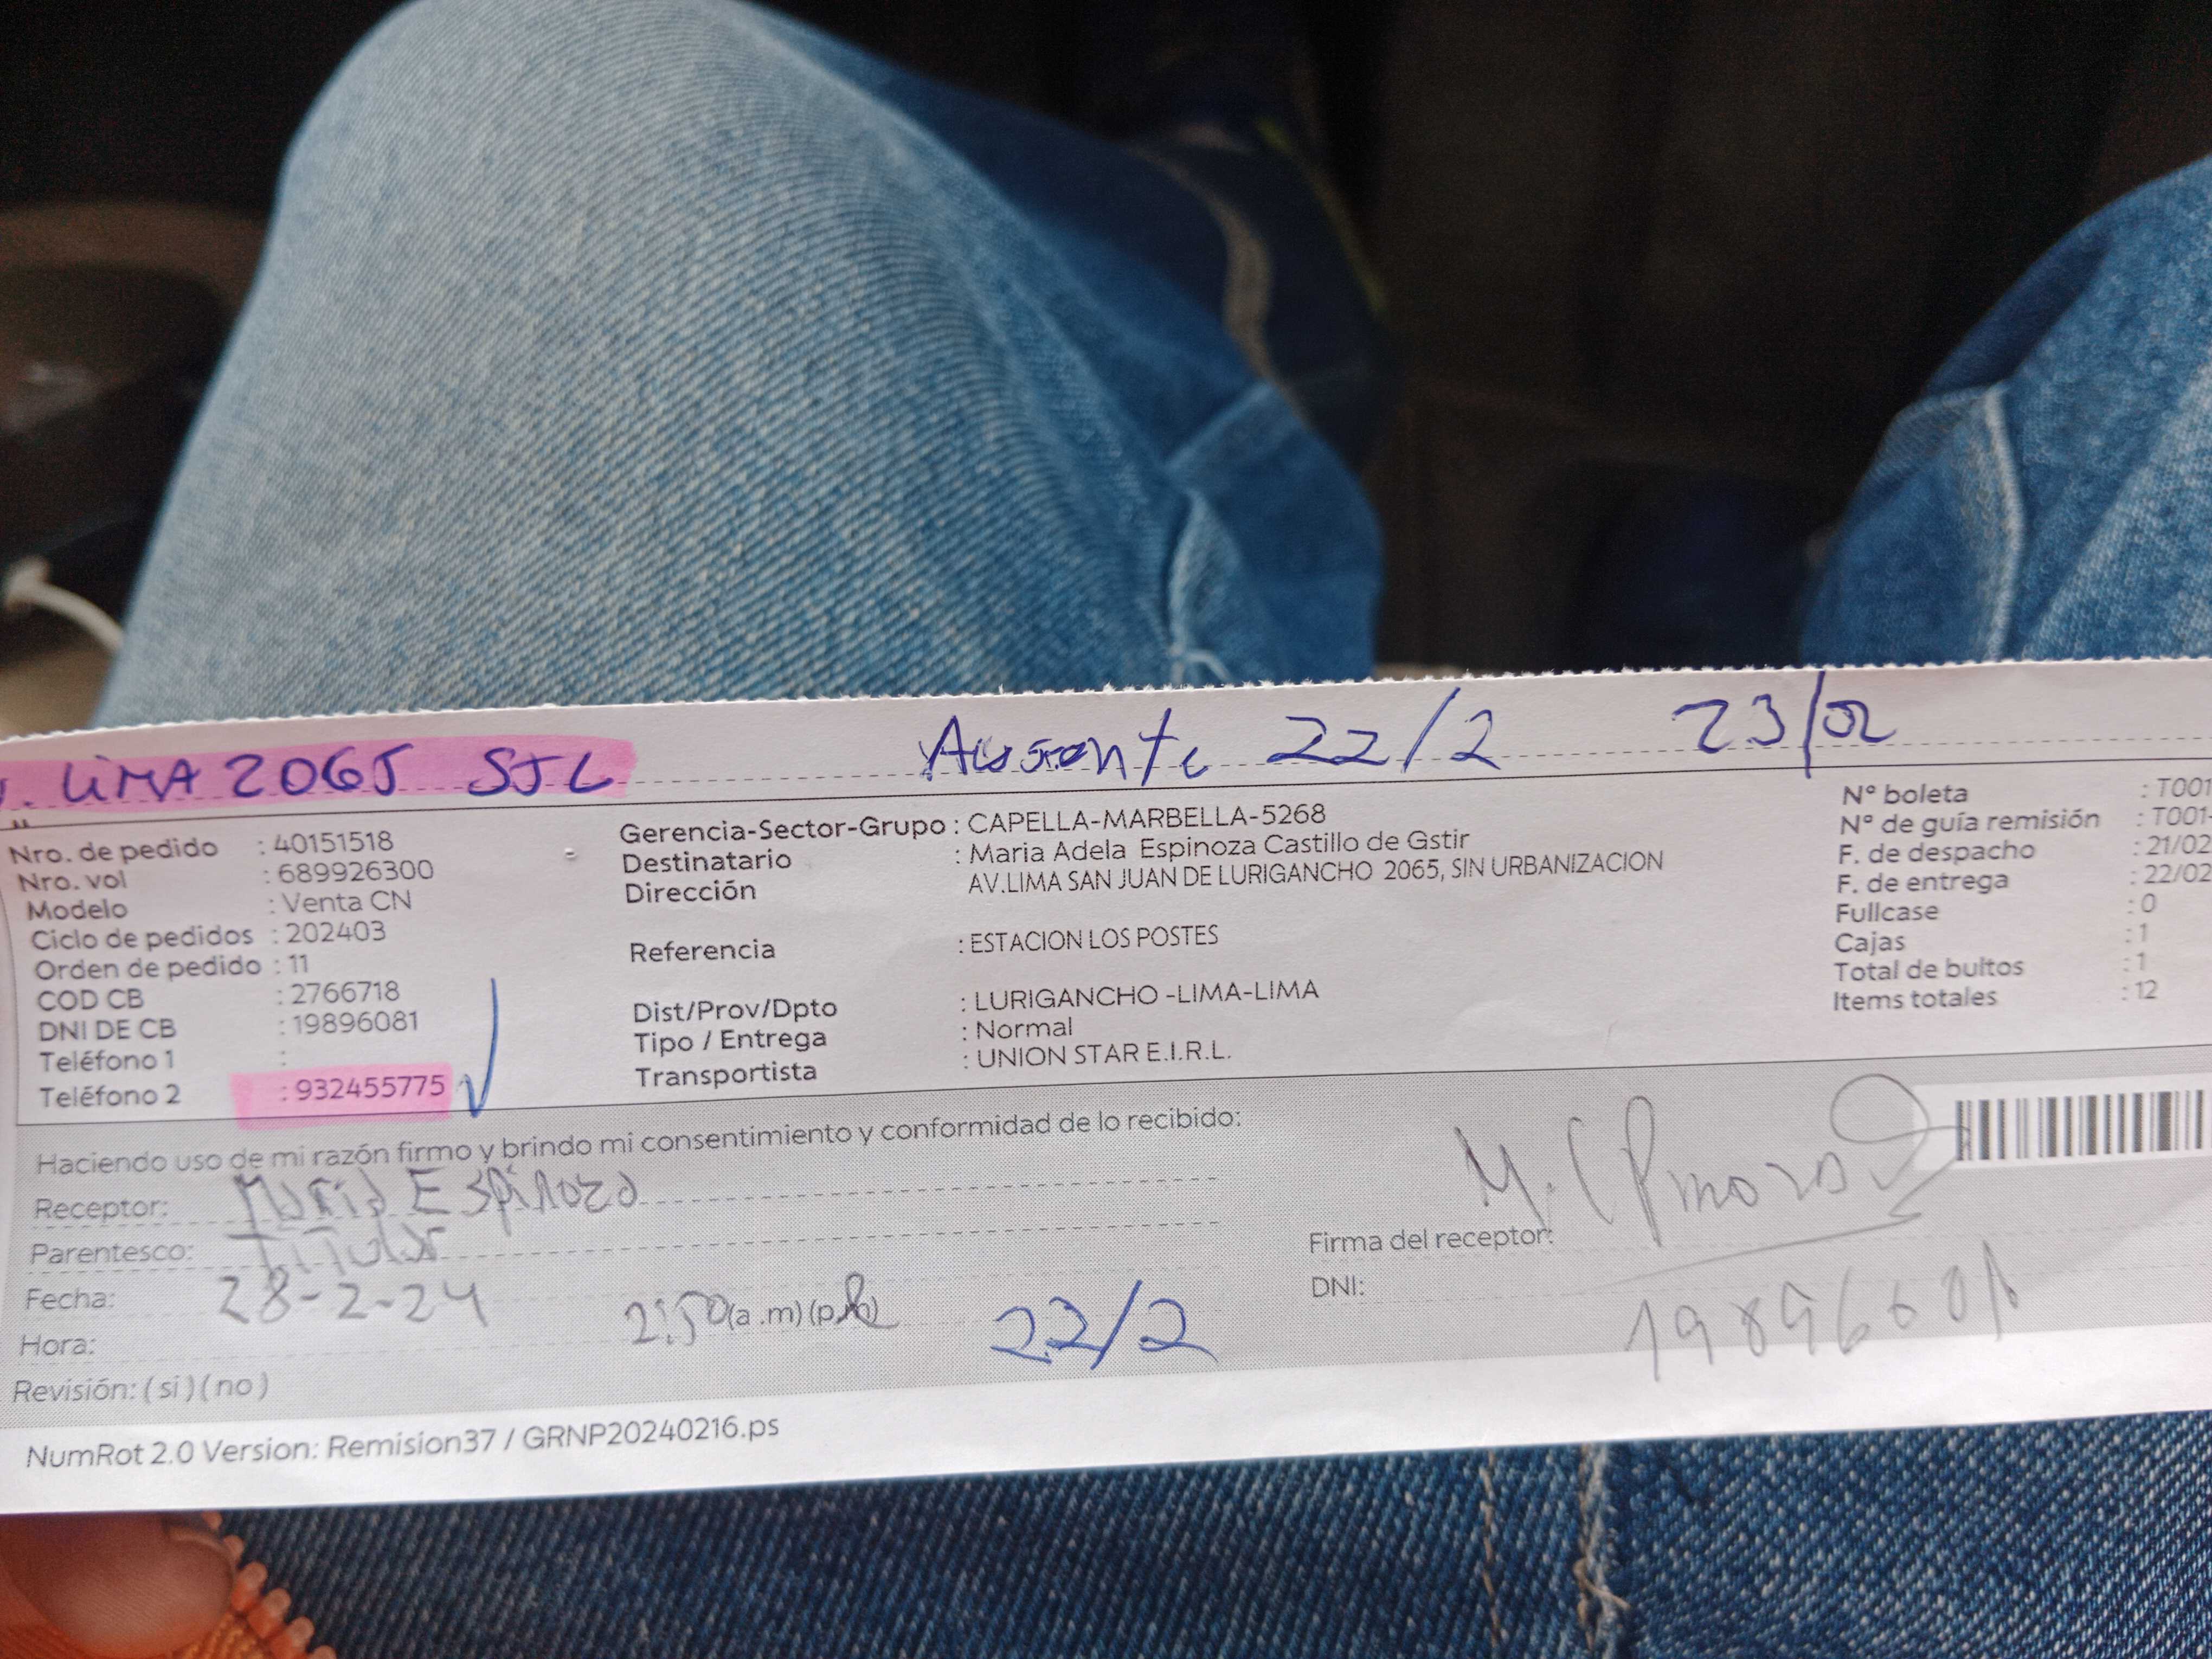 . LIMA 2065 SJL
Ausente 22/2 23/02
Nro. de pedido : 40151518
Nro. vol : 689926300
Modelo : Venta CN
Ciclo de pedidos : 202403
Orden de pedido : 11
COD CB : 2766718
DNI DE CB : 19896081
Teléfono 1 :
Teléfono 2 : 932455775
Gerencia-Sector-Grupo : CAPELLA-MARBELLA-5268
Destinatario : Maria Adela Espinoza Castillo de Gstir
Dirección AV.LIMA SAN JUAN DE LURIGANCHO 2065, SIN URBANIZACION
Referencia : ESTACION LOS POSTES
Dist/Prov/Dpto : LURIGANCHO -LIMA-LIMA
Tipo / Entrega : Normal
Transportista : UNION STAR E.I.R.L.
N° boleta : T001
N° de guía remisión : T001-
F. de despacho : 21/02
F. de entrega : 22/02
Fullcase : 0
Cajas : 1
Total de bultos : 1
Items totales : 12
Haciendo uso de mi razón firmo y brindo mi consentimiento y conformidad de lo recibido:
Receptor: Maria Espinoza
Parentesco: Titular
Fecha: 28-2-24
Hora: 2:50 (a .m) (p.m)
22/2
Revisión: ( si ) ( no )
Firma del receptor:
DNI:
NumRot 2.0 Version: Remision37 / GRNP20240216.ps